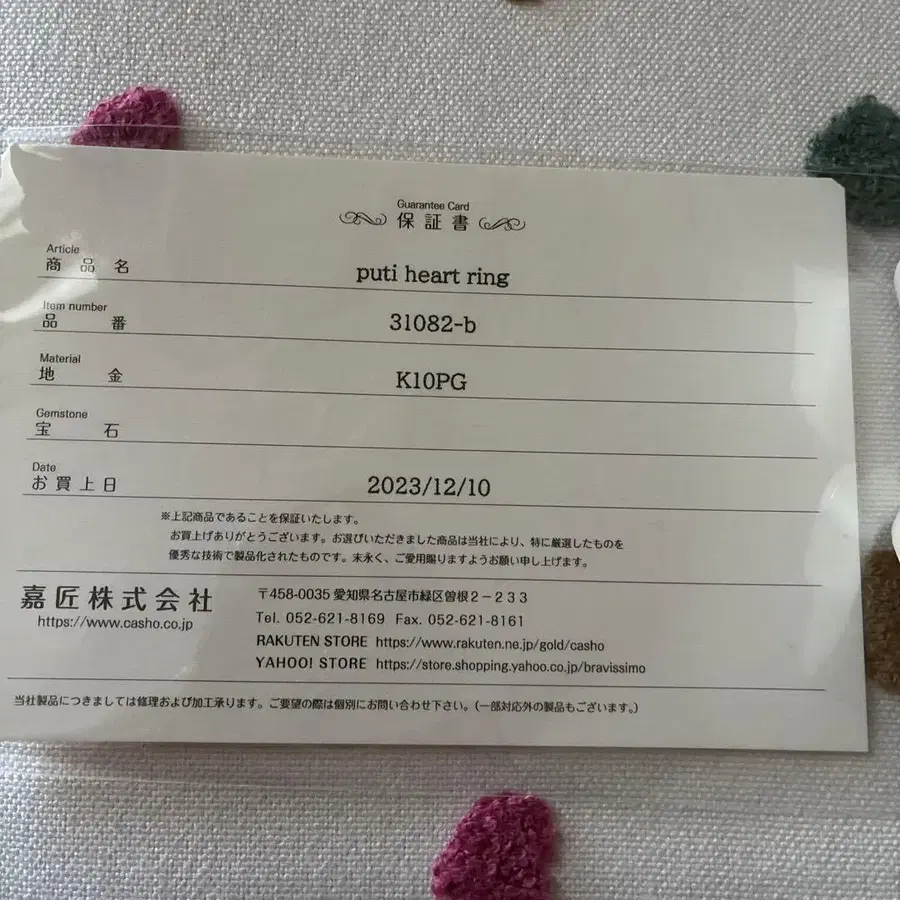 Guarantee Card
保証書
Article
商品名 puti heart ring
Item number
品番 31082-b
Material
地金 K10PG
Gemstone
宝石
Date
お買上日 2023/12/10
※上記商品であることを保証いたします。
お買上げありがとうございます。お選びいただきました商品は当社により、特に厳選したものを
優秀な技術で製品化されたものです。末永く、ご愛用賜りますようお願い申し上げます。
嘉匠株式会社
https://www.casho.co.jp
〒458-0035 愛知県名古屋市緑区曽根2-233
Tel. 052-621-8169 Fax. 052-621-8161
RAKUTEN STORE https://www.rakuten.ne.jp/gold/casho
YAHOO! STORE https://store.shopping.yahoo.co.jp/bravissimo
当社製品につきましては修理および加工承ります。ご要望の際は個別にお問い合わせ下さい。(一部対応外の製品もございます。)